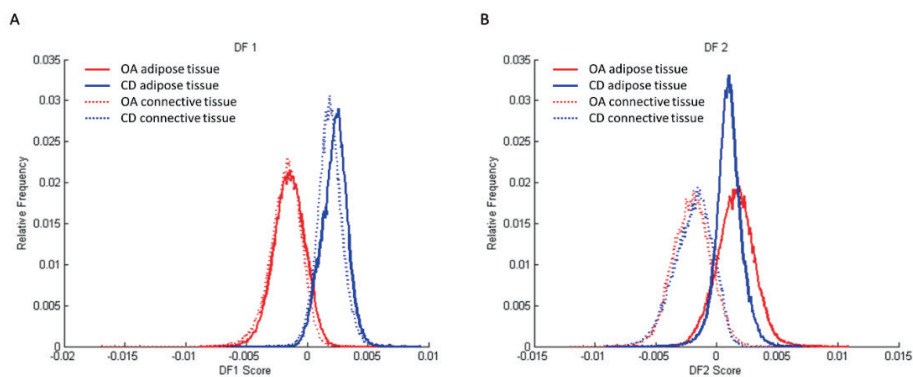 A
DF 1
0.035
0.03
0.025
0.02
0.015
0.01
0.005
0
-0.02
-0.015
-0.01
-0.005
0
0.005
0.01
Relative Frequency
DF1 Score
OA adipose tissue
CD adipose tissue
OA connective tissue
CD connective tissue
B
DF 2
0.035
0.03
0.025
0.02
0.015
0.01
0.005
0
-0.015
-0.01
-0.005
0
0.005
0.01
0.015
Relative Frequency
DF2 Score
OA adipose tissue
CD adipose tissue
OA connective tissue
CD connective tissue